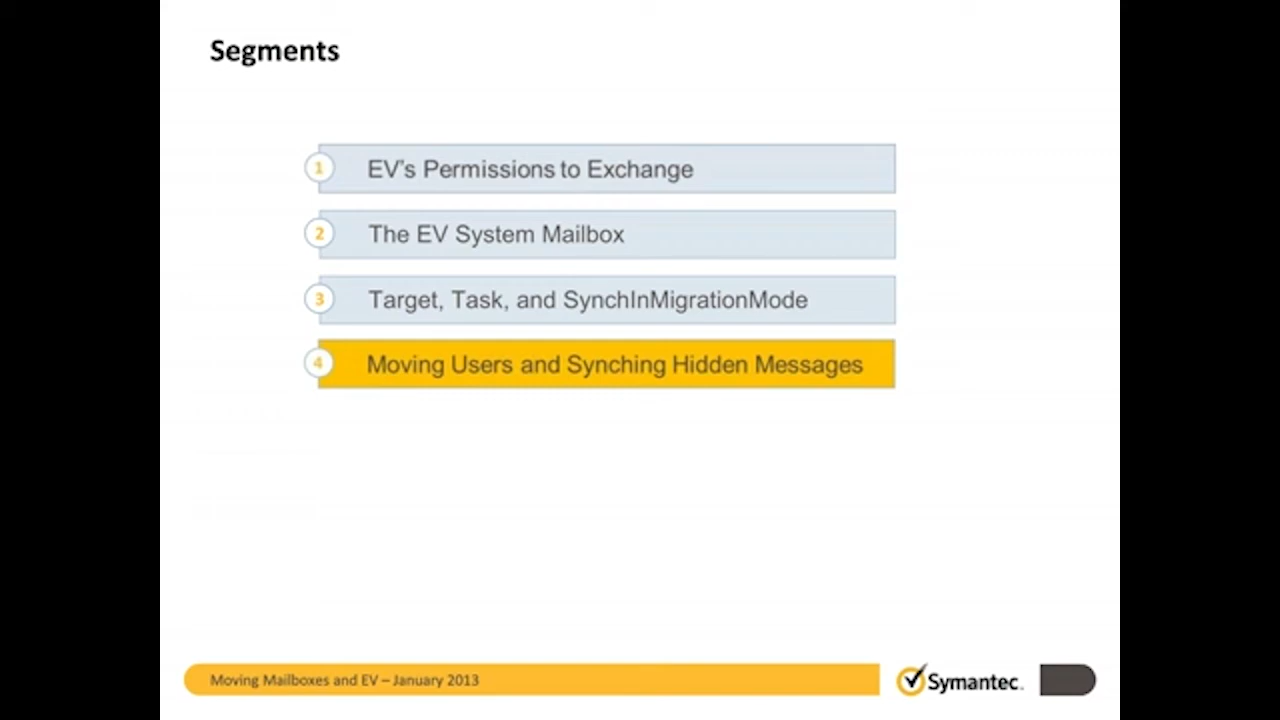 Segments
1 EV's Permissions to Exchange
2 The EV System Mailbox
3 Target, Task, and SynchInMigrationMode
4 Moving Users and Synching Hidden Messages
Moving Mailboxes and EV – January 2013
Symantec.